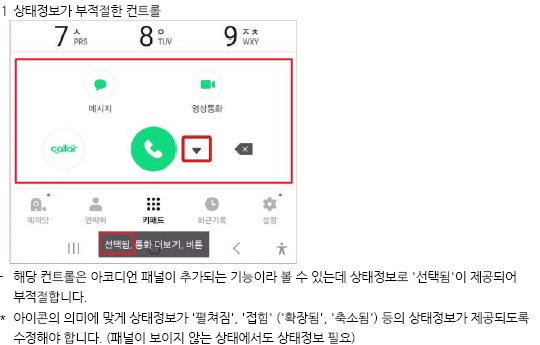 1 상태정보가 부적절한 컨트롤
7 ㅅ PRS 8 ㅇ TUV 9 ㅈㅊ WXY
메시지 영상통화
callar
에이닷 연락처 키패드 최근기록 설정
선택됨, 통화 더보기, 버튼
- 해당 컨트롤은 아코디언 패널이 추가되는 기능이라 볼 수 있는데 상태정보로 '선택됨'이 제공되어
부적절합니다.
* 아이콘의 의미에 맞게 상태정보가 '펼쳐짐', '접힘' ('확장됨', '축소됨') 등의 상태정보가 제공되도록
수정해야 합니다. (패널이 보이지 않는 상태에서도 상태정보 필요)